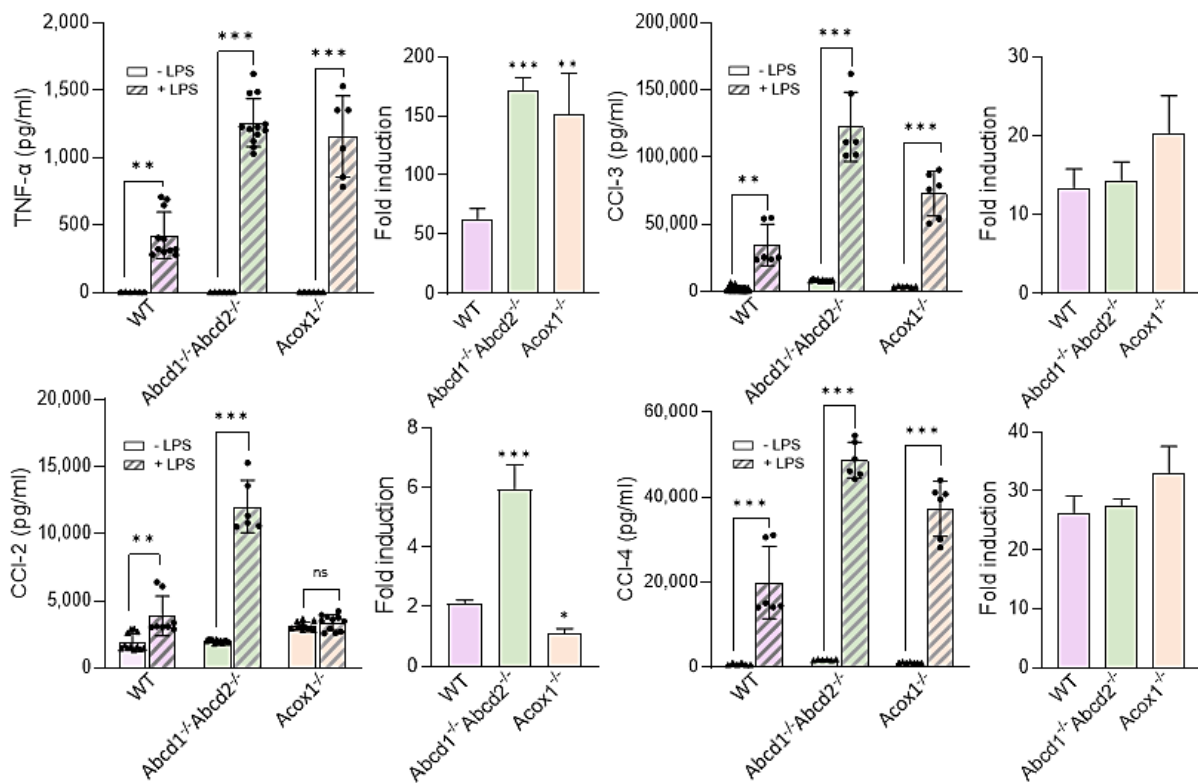 2,000
1,500
1,000
500
0
TNF-α (pg/ml)
- LPS
+ LPS
**
***
***
WT
Abcd1-/-Abcd2-/-
Acox1-/-
200
150
100
50
0
Fold induction
***
**
WT
Abcd1-/-Abcd2-/-
Acox1-/-
200,000
150,000
100,000
50,000
0
CCl-3 (pg/ml)
- LPS
+ LPS
**
***
***
WT
Abcd1-/-Abcd2-/-
Acox1-/-
30
20
10
0
Fold induction
WT
Abcd1-/-Abcd2-/-
Acox1-/-
20,000
15,000
10,000
5,000
0
CCl-2 (pg/ml)
- LPS
+ LPS
**
***
ns
WT
Abcd1-/-Abcd2-/-
Acox1-/-
8
6
4
2
0
Fold induction
***
*
WT
Abcd1-/-Abcd2-/-
Acox1-/-
60,000
40,000
20,000
0
CCl-4 (pg/ml)
- LPS
+ LPS
***
***
***
WT
Abcd1-/-Abcd2-/-
Acox1-/-
40
30
20
10
0
Fold induction
WT
Abcd1-/-Abcd2-/-
Acox1-/-